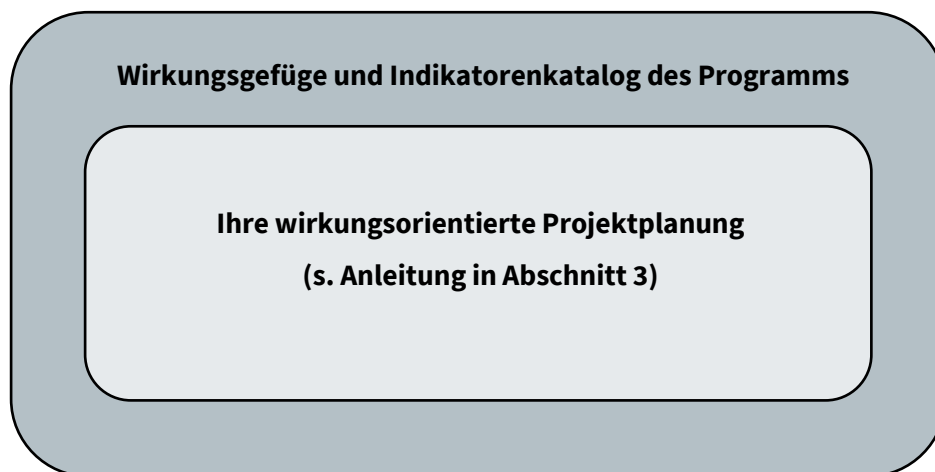 Wirkungsgefüge und Indikatorenkatalog des Programms
Ihre wirkungsorientierte Projektplanung
(s. Anleitung in Abschnitt 3)